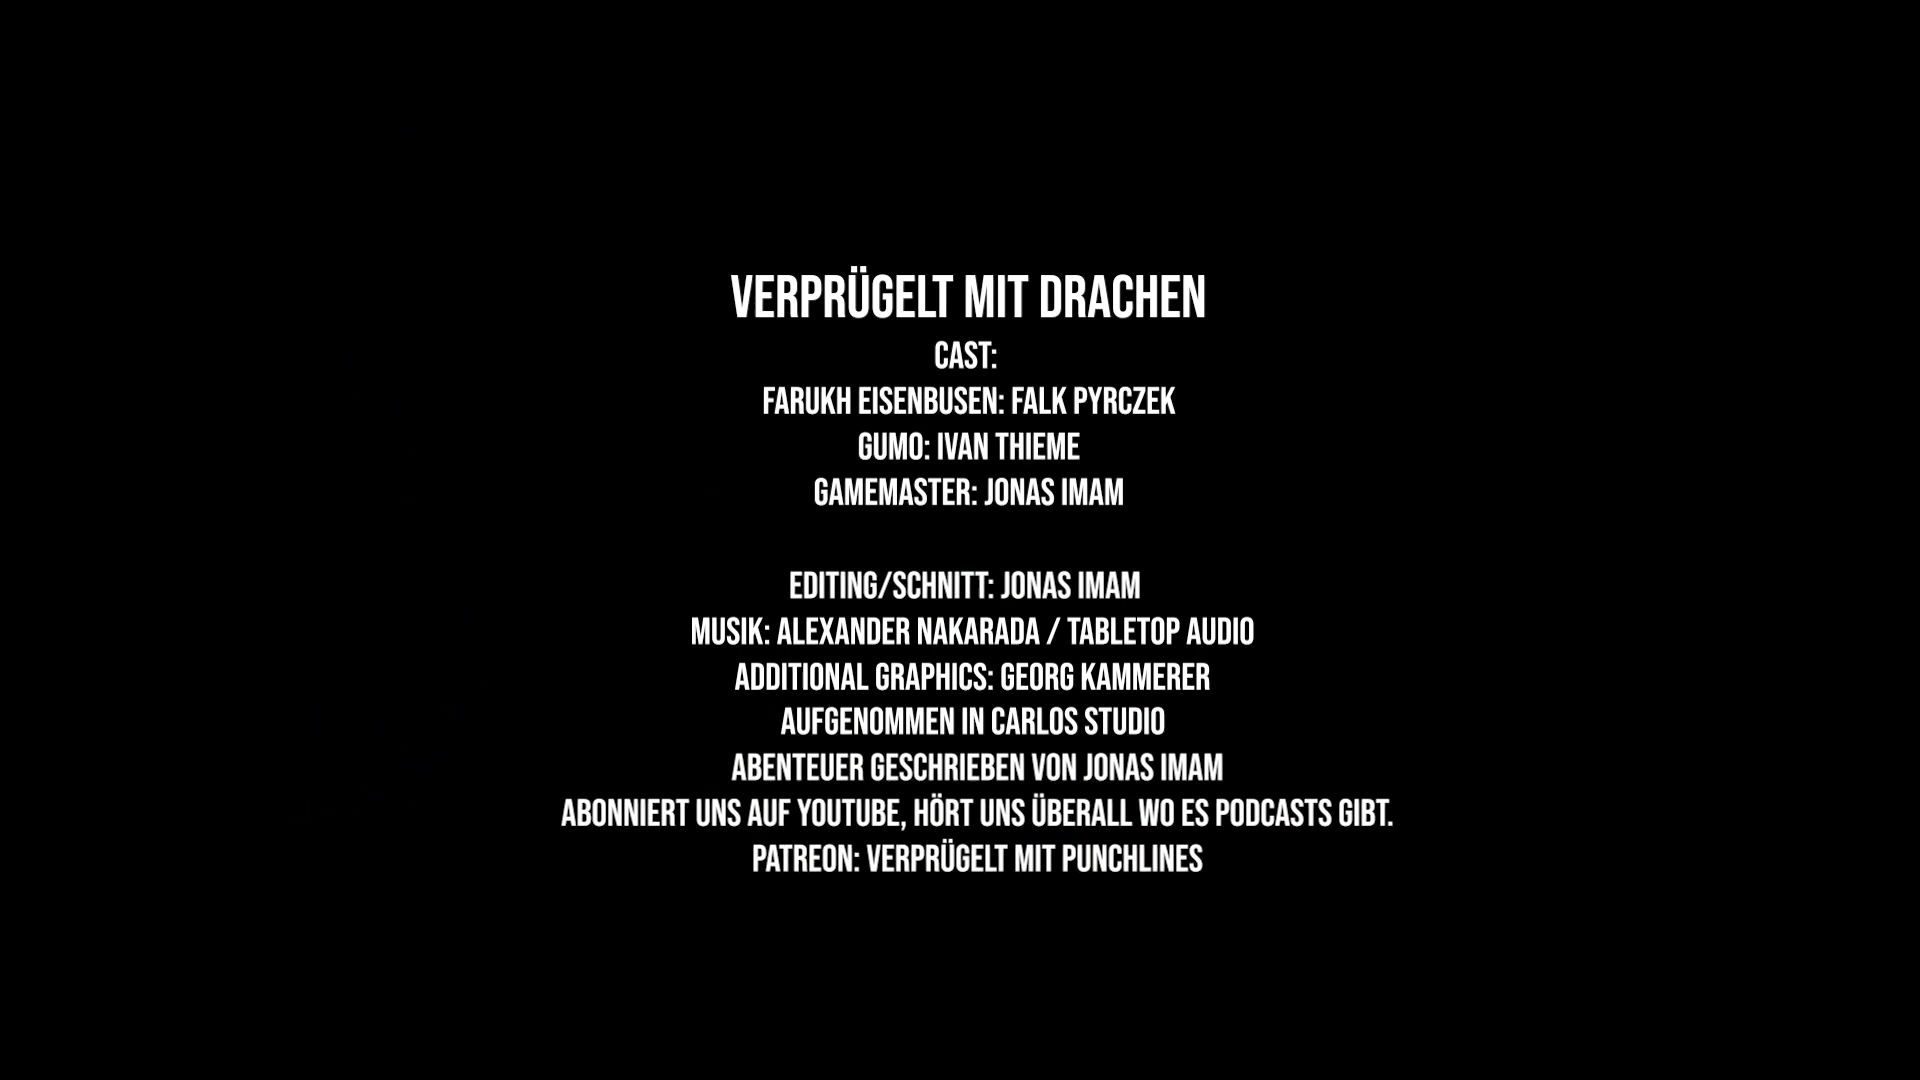 VERPRÜGELT MIT DRACHEN
CAST:
FARUKH EISENBUSEN: FALK PYRCZEK
GUMO: IVAN THIEME
GAMEMASTER: JONAS IMAM
EDITING/SCHNITT: JONAS IMAM
MUSIK: ALEXANDER NAKARADA / TABLETOP AUDIO
ADDITIONAL GRAPHICS: GEORG KAMMERER
AUFGENOMMEN IN CARLOS STUDIO
ABENTEUER GESCHRIEBEN VON JONAS IMAM
ABONNIERT UNS AUF YOUTUBE, HÖRT UNS ÜBERALL WO ES PODCASTS GIBT.
PATREON: VERPRÜGELT MIT PUNCHLINES